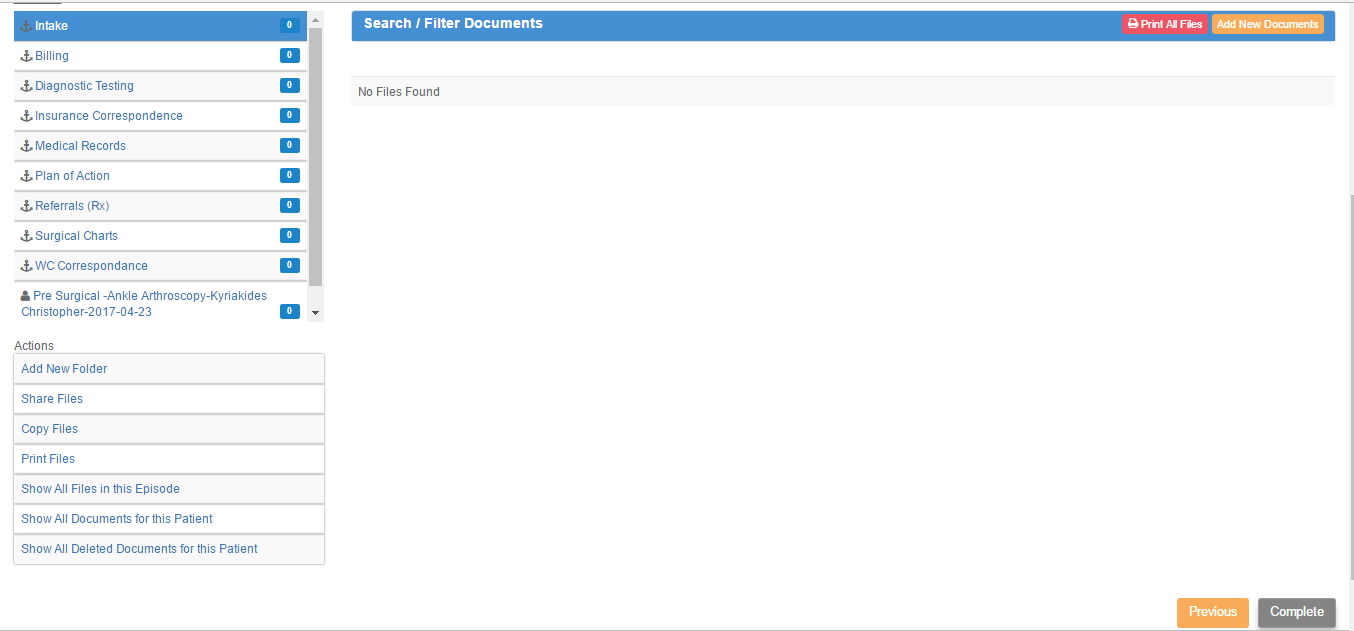 Intake 0
Billing 0
Diagnostic Testing 0
Insurance Correspondence 0
Medical Records 0
Plan of Action 0
Referrals (Rx) 0
Surgical Charts 0
WC Correspondance 0
Pre Surgical -Ankle Arthroscopy-Kyriakides
Christopher-2017-04-23 0
Actions
Add New Folder
Share Files
Copy Files
Print Files
Show All Files in this Episode
Show All Documents for this Patient
Show All Deleted Documents for this Patient
Search / Filter Documents Print All Files Add New Documents
No Files Found
Previous Complete